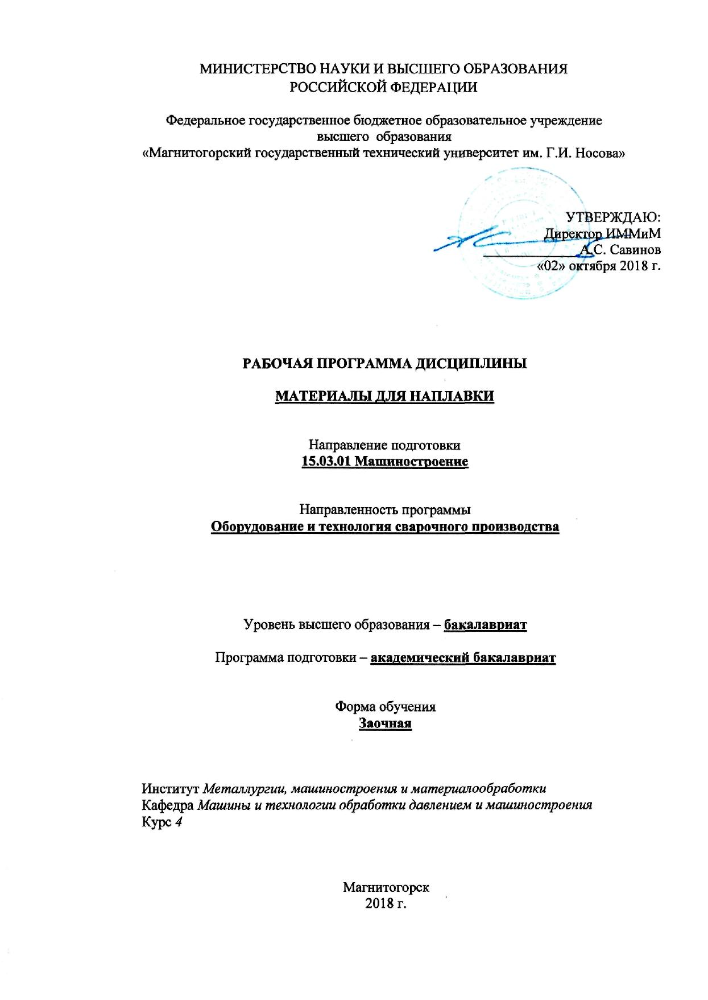 МИНИСТЕРСТВО НАУКИ И ВЫСШЕГО ОБРАЗОВАНИЯ
РОССИЙСКОЙ ФЕДЕРАЦИИ
Федеральное государственное бюджетное образовательное учреждение
высшего образования
«Магнитогорский государственный технический университет им. Г.И. Носова»
УТВЕРЖДАЮ:
Директор ИММиМ
А.С. Савинов
«02» октября 2018 г.
РАБОЧАЯ ПРОГРАММА ДИСЦИПЛИНЫ
МАТЕРИАЛЫ ДЛЯ НАПЛАВКИ
Направление подготовки
15.03.01 Машиностроение
Направленность программы
Оборудование и технология сварочного производства
Уровень высшего образования – бакалавриат
Программа подготовки – академический бакалавриат
Форма обучения
Заочная
Институт Металлургии, машиностроения и материалообработки
Кафедра Машины и технологии обработки давлением и машиностроения
Курс 4
Магнитогорск
2018 г.